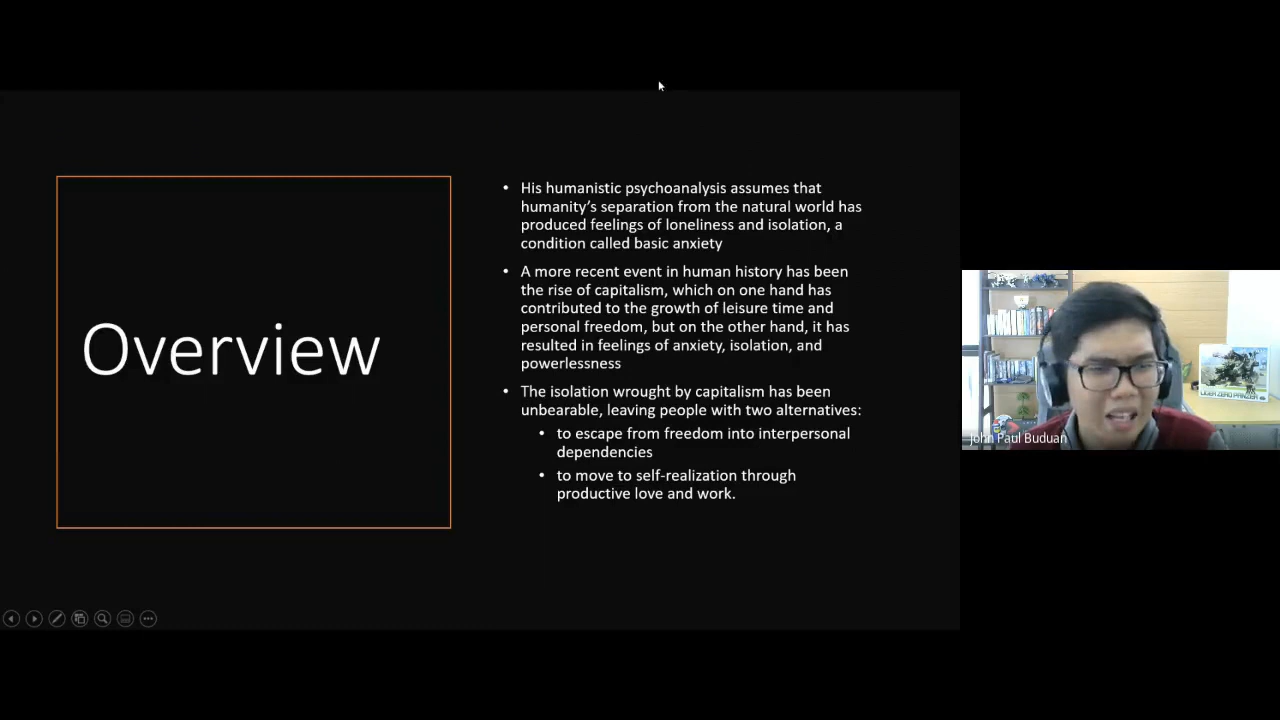 Overview
• His humanistic psychoanalysis assumes that
humanity’s separation from the natural world has
produced feelings of loneliness and isolation, a
condition called basic anxiety
• A more recent event in human history has been
the rise of capitalism, which on one hand has
contributed to the growth of leisure time and
personal freedom, but on the other hand, it has
resulted in feelings of anxiety, isolation, and
powerlessness
• The isolation wrought by capitalism has been
unbearable, leaving people with two alternatives:
• to escape from freedom into interpersonal
dependencies
• to move to self-realization through
productive love and work.
LIGER ZERO PANZER
John Paul Buduan